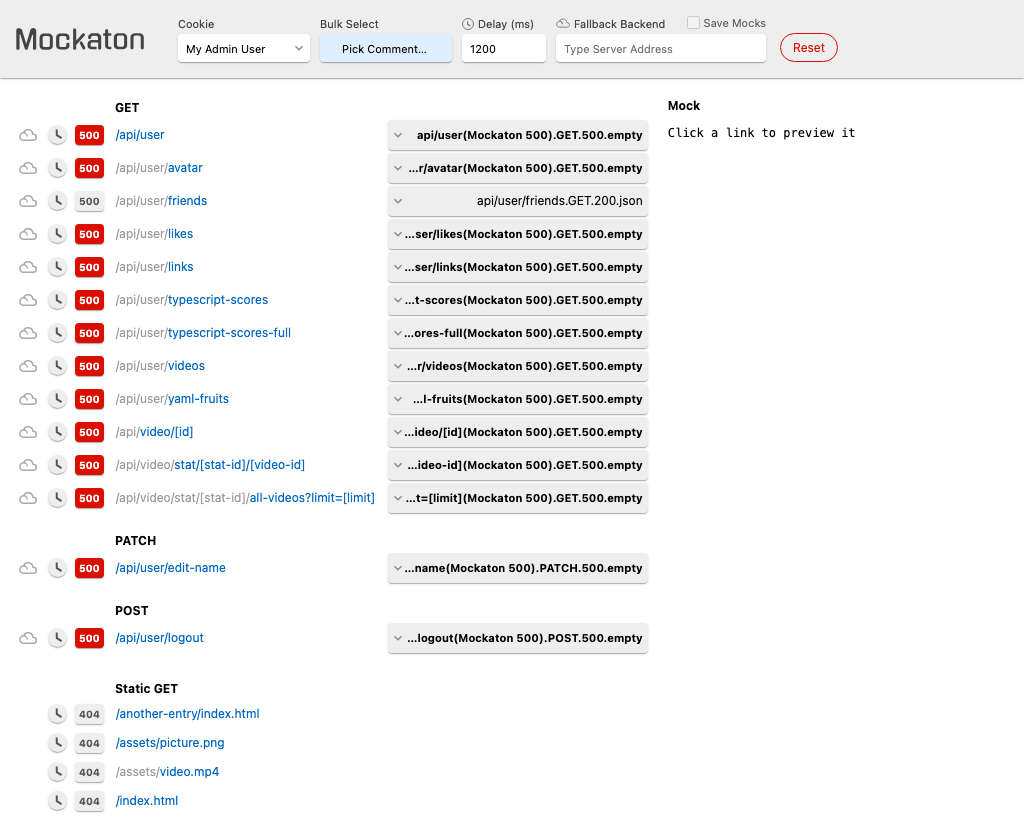 Mockaton
Cookie
My Admin User
Bulk Select
Pick Comment...
Delay (ms)
1200
Fallback Backend
Save Mocks
Type Server Address
Reset
GET
500 /api/user api/user(Mockaton 500).GET.500.empty
500 /api/user/avatar ...r/avatar(Mockaton 500).GET.500.empty
500 /api/user/friends api/user/friends.GET.200.json
500 /api/user/likes ...ser/likes(Mockaton 500).GET.500.empty
500 /api/user/links ...ser/links(Mockaton 500).GET.500.empty
500 /api/user/typescript-scores ...t-scores(Mockaton 500).GET.500.empty
500 /api/user/typescript-scores-full ...ores-full(Mockaton 500).GET.500.empty
500 /api/user/videos ...r/videos(Mockaton 500).GET.500.empty
500 /api/user/yaml-fruits ...l-fruits(Mockaton 500).GET.500.empty
500 /api/video/[id] ...ideo/[id](Mockaton 500).GET.500.empty
500 /api/video/stat/[stat-id]/[video-id] ...ideo-id](Mockaton 500).GET.500.empty
500 /api/video/stat/[stat-id]/all-videos?limit=[limit] ...t=[limit](Mockaton 500).GET.500.empty
PATCH
500 /api/user/edit-name ...name(Mockaton 500).PATCH.500.empty
POST
500 /api/user/logout ...logout(Mockaton 500).POST.500.empty
Static GET
404 /another-entry/index.html
404 /assets/picture.png
404 /assets/video.mp4
404 /index.html
Mock
Click a link to preview it